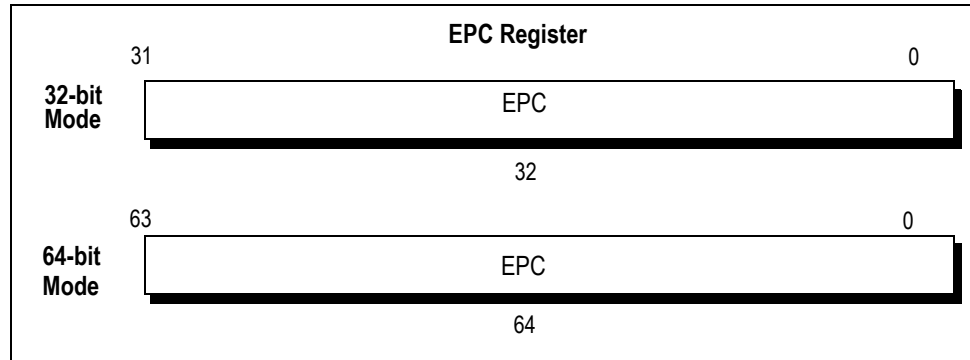 EPC Register
31 0
32-bit
Mode
EPC
32
63 0
64-bit
Mode
EPC
64